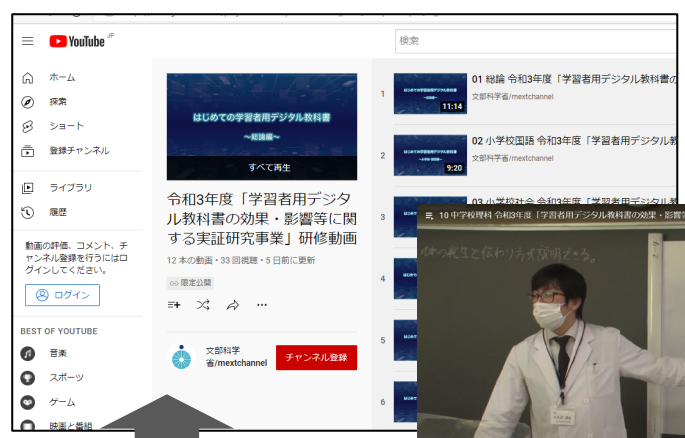 YouTube JP
検索
ホーム
探索
ショート
登録チャンネル
ライブラリ
履歴
動画の評価、コメント、チ
ャンネル登録を行うにはロ
グインしてください。
ログイン
BEST OF YOUTUBE
音楽
スポーツ
ゲーム
映画と番組
はじめての学習者用デジタル教科書
～総論編～
すべて再生
令和3年度「学習者用デジタ
ル教科書の効果・影響等に関
する実証研究事業」研修動画
12 本の動画・33 回視聴・5 日前に更新
限定公開
文部科学
省/mextchannel
チャンネル登録
1
11:14
01 総論 令和3年度「学習者用デジタル教科書の
文部科学省/mextchannel
2
9:20
02 小学校国語 令和3年度「学習者用デジタル教
文部科学省/mextchannel
3
03 小学校社会 令和3年度「学習者用デジタル教
4
5
6
10 中学校理科 令和3年度「学習者用デジタル教科書の効果・影響等